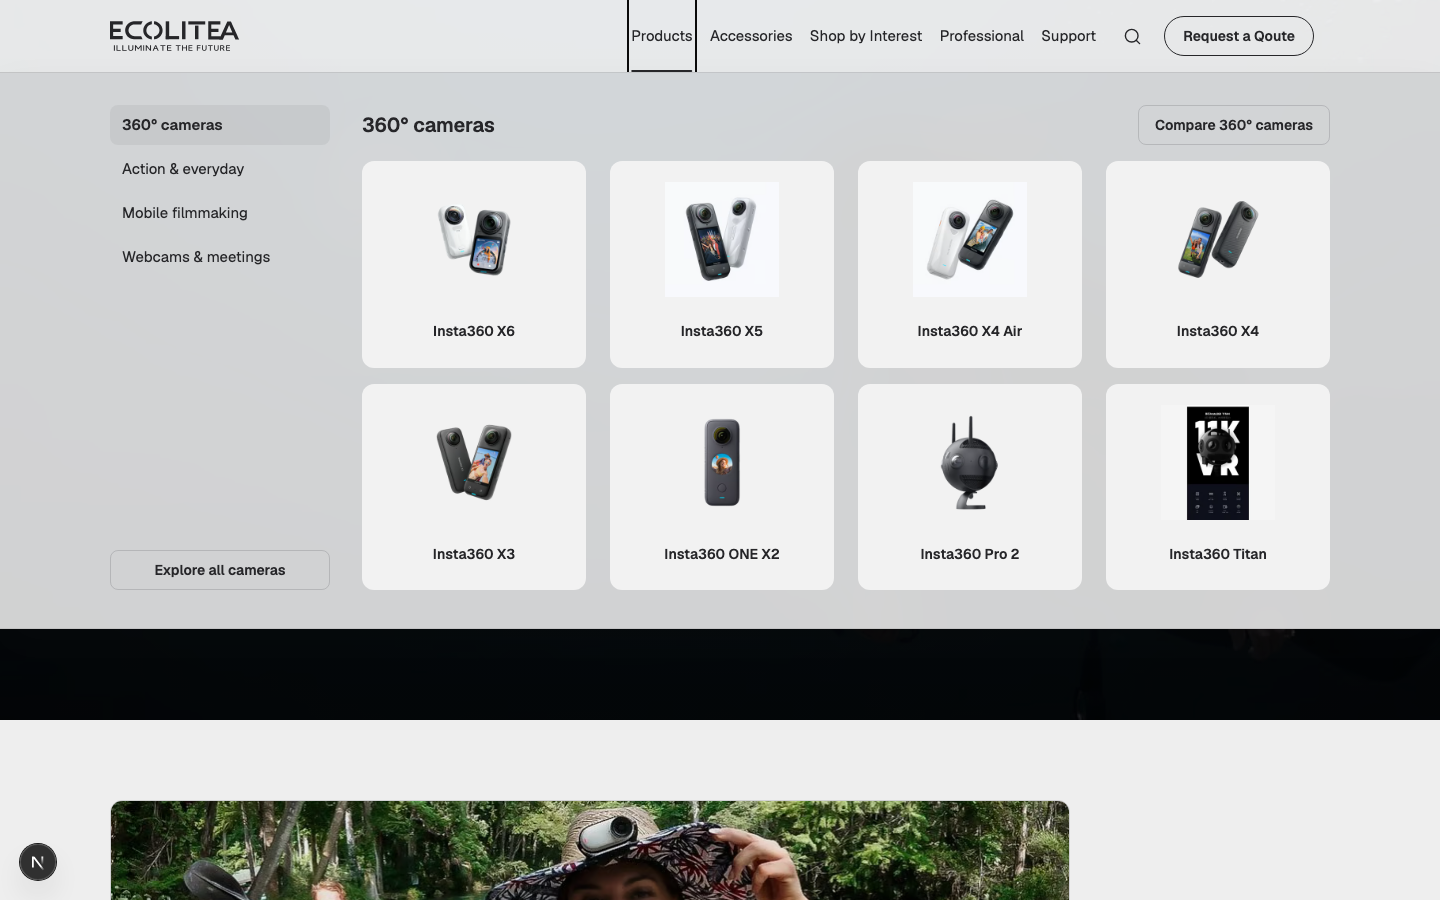 ECOLITEA
ILLUMINATE THE FUTURE
Products
Accessories
Shop by Interest
Professional
Support
Request a Qoute
360° cameras
Action & everyday
Mobile filmmaking
Webcams & meetings
Explore all cameras
360° cameras
Compare 360° cameras
Insta360 X6
Insta360 X5
Insta360 X4 Air
Insta360 X4
Insta360 X3
Insta360 ONE X2
Insta360 Pro 2
11K
VR
Insta360 Titan
N